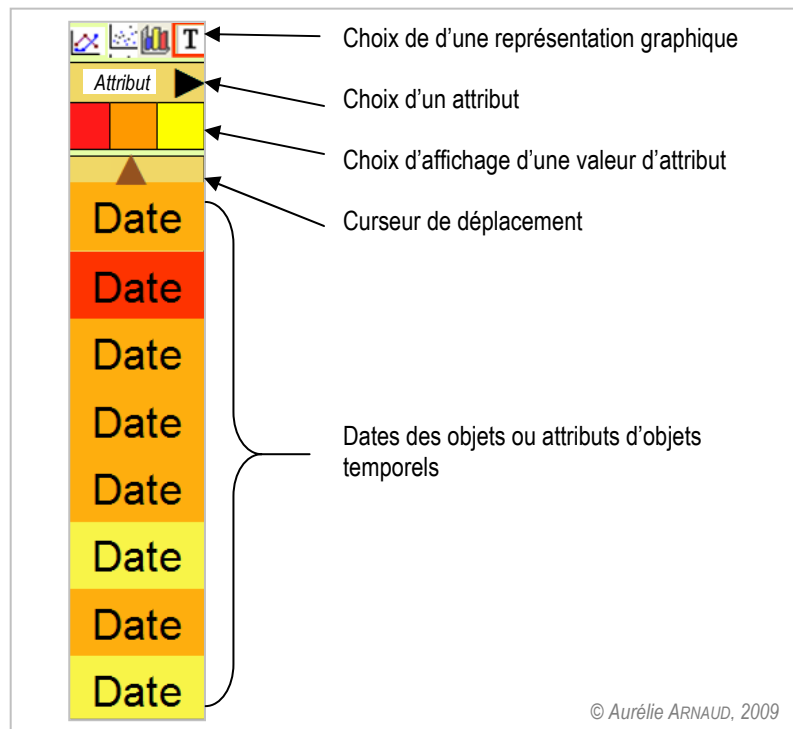 T
Choix de d'une représentation graphique
Attribut
Choix d'un attribut
Choix d'affichage d'une valeur d'attribut
Curseur de déplacement
Date
Date
Date
Date
Date
Date
Date
Date
Dates des objets ou attributs d'objets
temporels
© Aurélie ARNAUD, 2009